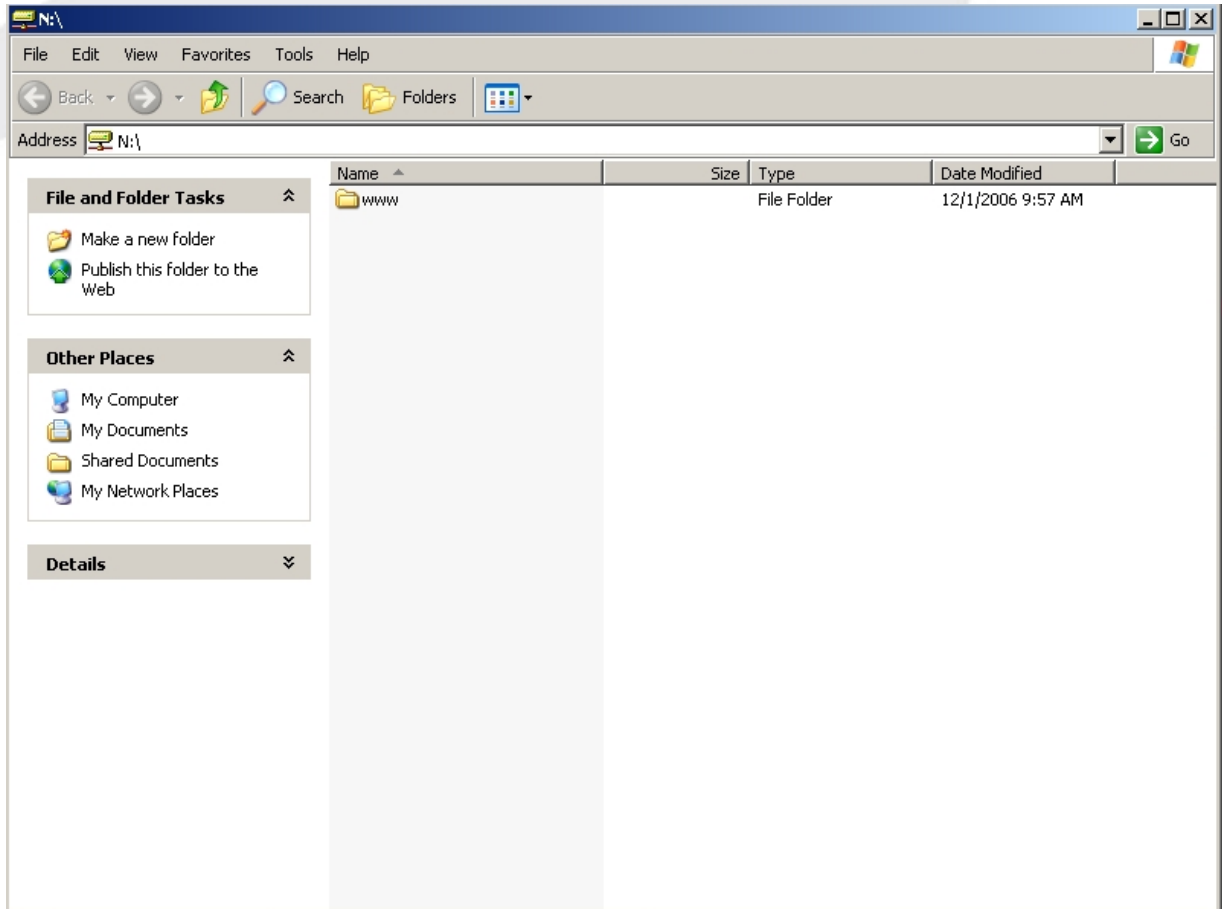 N:\
File Edit View Favorites Tools Help
Back Search Folders
Address N:\ Go
Name Size Type Date Modified
www File Folder 12/1/2006 9:57 AM
File and Folder Tasks
Make a new folder
Publish this folder to the
Web
Other Places
My Computer
My Documents
Shared Documents
My Network Places
Details